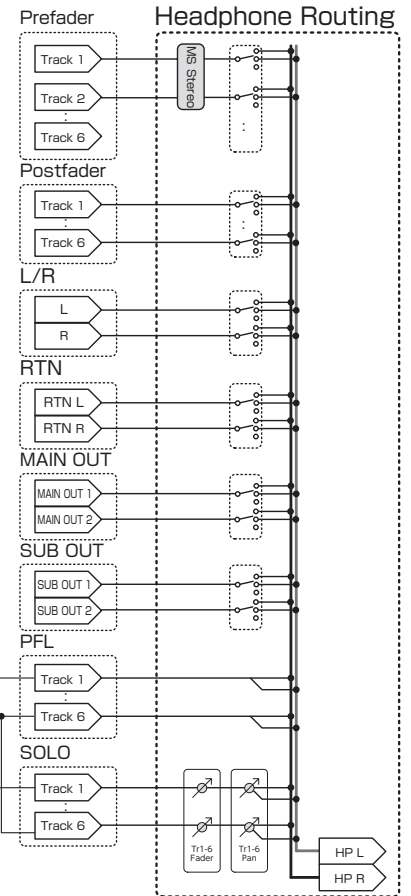 Prefader
Headphone Routing
Track 1
Track 2
:
Track 6
MS Stereo
:
Postfader
Track 1
:
Track 6
:
L/R
L
R
RTN
RTN L
RTN R
MAIN OUT
MAIN OUT 1
MAIN OUT 2
SUB OUT
SUB OUT 1
SUB OUT 2
PFL
Track 1
:
Track 6
SOLO
Track 1
:
Track 6
Tr1-6
Fader
Tr1-6
Pan
HP L
HP R